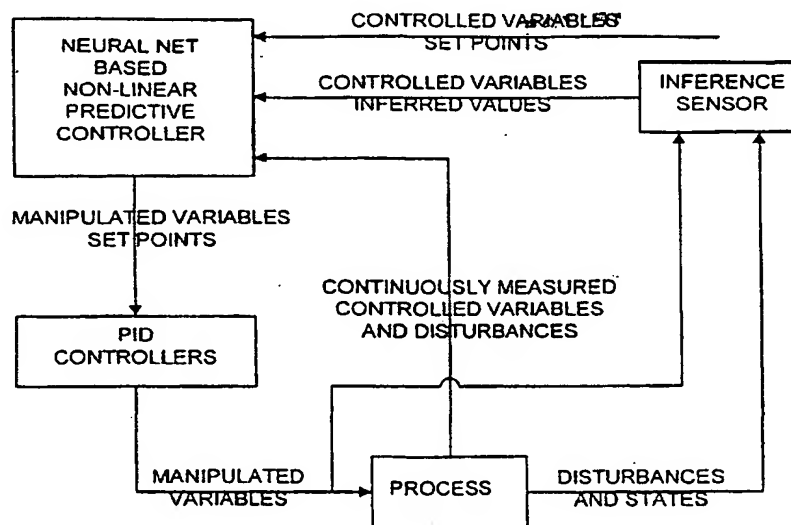 CONTROLLED VARIABLES
SET POINTS
NEURAL NET
BASED
NON-LINEAR
PREDICTIVE
CONTROLLER
CONTROLLED VARIABLES
INFERRED VALUES
INFERENCE
SENSOR
MANIPULATED VARIABLES
SET POINTS
CONTINUOUSLY MEASURED
CONTROLLED VARIABLES
AND DISTURBANCES
PID
CONTROLLERS
MANIPULATED
VARIABLES
PROCESS
DISTURBANCES
AND STATES